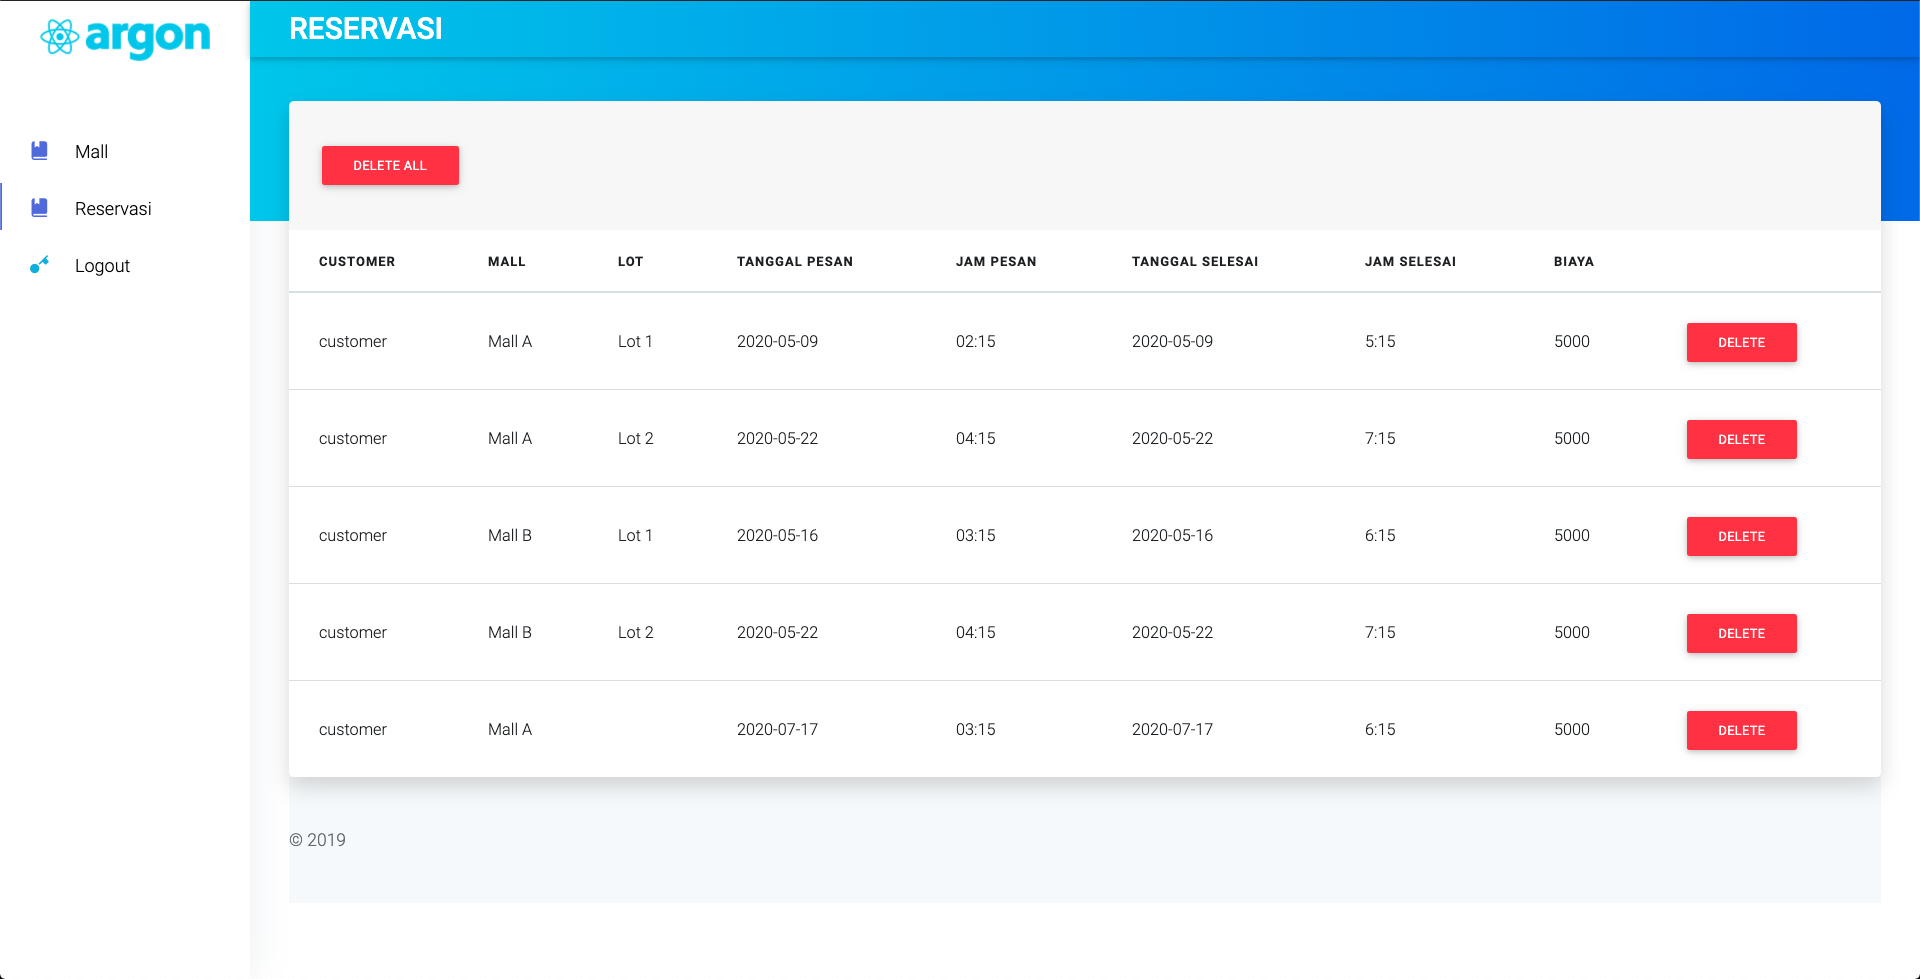 argon
RESERVASI
Mall
Reservasi
Logout
DELETE ALL
CUSTOMER MALL LOT TANGGAL PESAN JAM PESAN TANGGAL SELESAI JAM SELESAI BIAYA
customer Mall A Lot 1 2020-05-09 02:15 2020-05-09 5:15 5000 DELETE
customer Mall A Lot 2 2020-05-22 04:15 2020-05-22 7:15 5000 DELETE
customer Mall B Lot 1 2020-05-16 03:15 2020-05-16 6:15 5000 DELETE
customer Mall B Lot 2 2020-05-22 04:15 2020-05-22 7:15 5000 DELETE
customer Mall A 2020-07-17 03:15 2020-07-17 6:15 5000 DELETE
© 2019